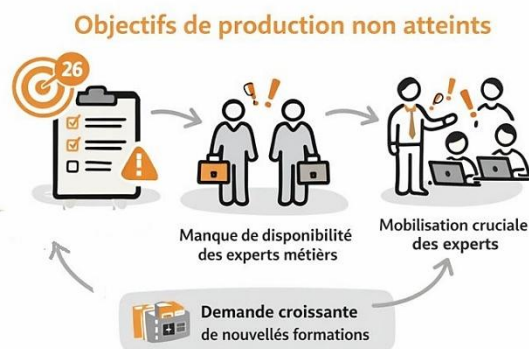 Objectifs de production non atteints
26
Manque de disponibilité
des experts métièrs
Mobilisation cruciale
des experts
Demande croissante
de nouvellés formations